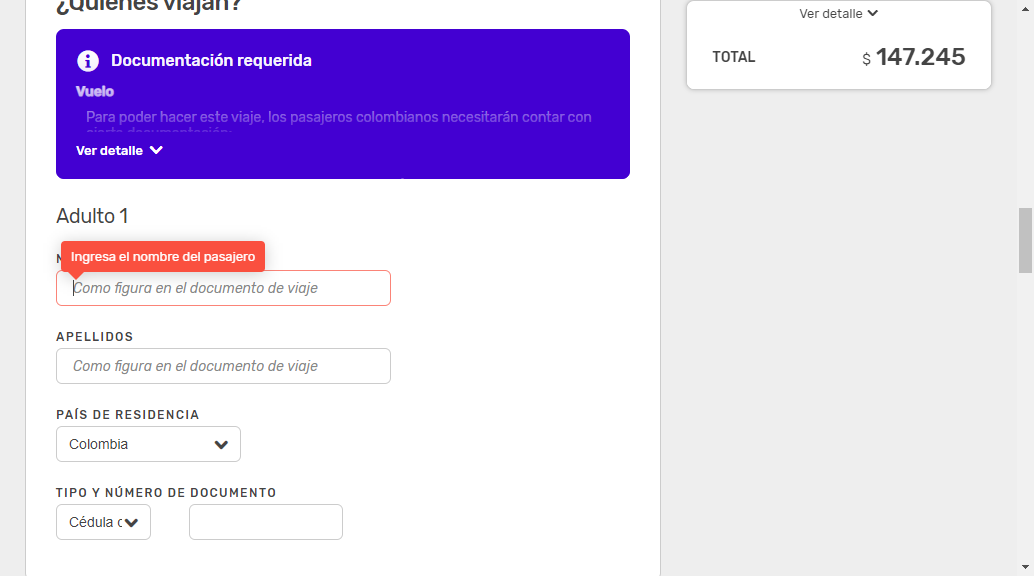 ¿Quiénes viajan?
Documentación requerida
Vuelo
Para poder hacer este viaje, los pasajeros colombianos necesitarán contar con
cierta documentación:
Ver detalle
Adulto 1
Ingresa el nombre del pasajero
Como figura en el documento de viaje
APELLIDOS
Como figura en el documento de viaje
PAÍS DE RESIDENCIA
Colombia
TIPO Y NÚMERO DE DOCUMENTO
Cédula c
Ver detalle
TOTAL
$ 147.245